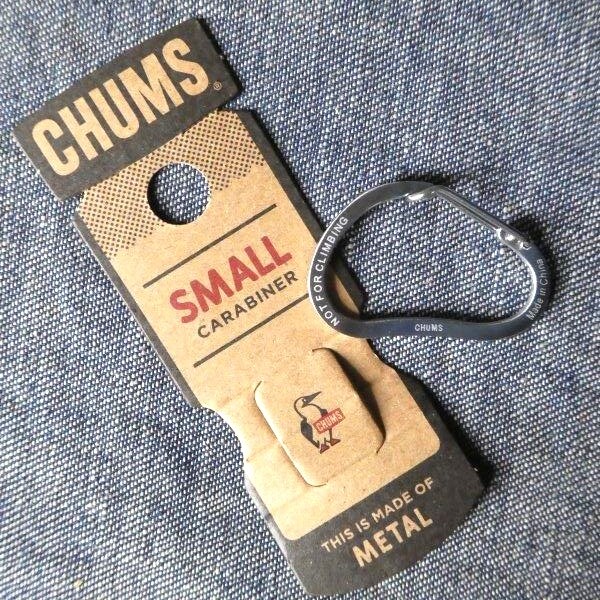 CHUMS®
SMALL
CARABINER
CHUMS
THIS IS MADE OF
METAL
NOT FOR CLIMBING
CHUMS
Made in China